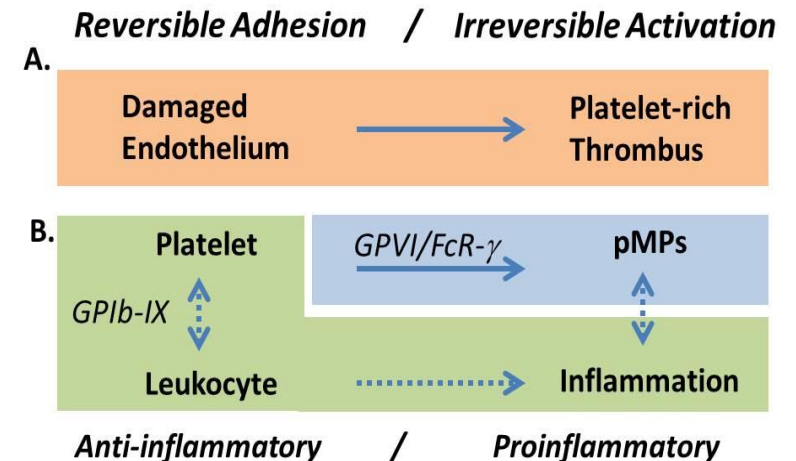 Reversible Adhesion / Irreversible Activation
A.
Damaged Endothelium
Platelet-rich Thrombus
B.
Platelet
GPVI/FcR-γ
pMPs
GPIb-IX
Leukocyte
Inflammation
Anti-inflammatory / Proinflammatory